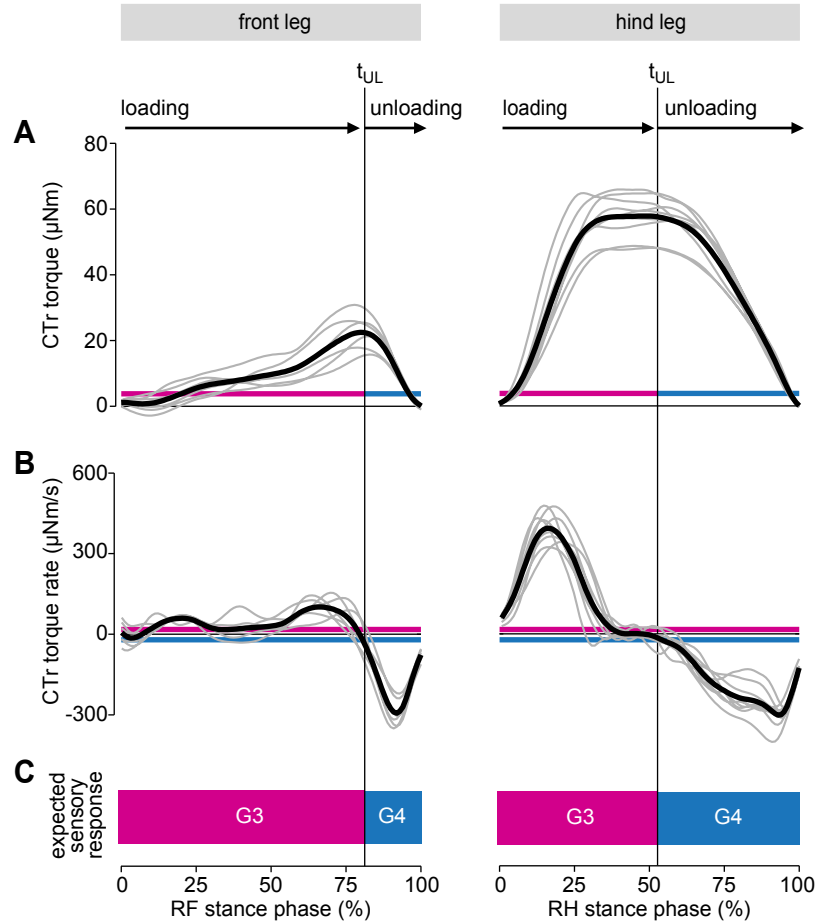 front leg
hind leg
t_UL
t_UL
loading
unloading
loading
unloading
A
CTr torque (μNm)
80
60
40
20
0
B
CTr torque rate (μNm/s)
600
300
0
-300
C
expected
sensory
response
G3
G4
G3
G4
0
25
50
75
100
0
25
50
75
100
RF stance phase (%)
RH stance phase (%)